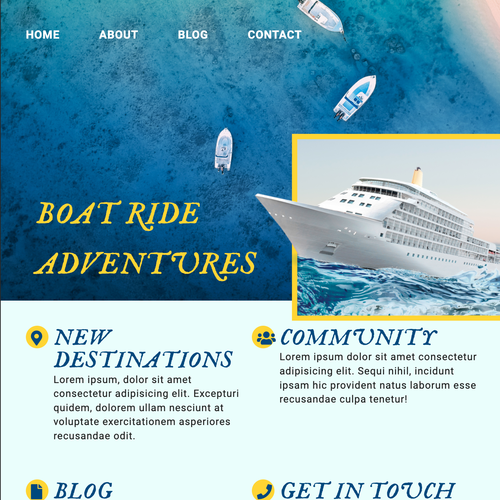 HOME ABOUT BLOG CONTACT
BOAT RIDE
ADVENTURES
NEW
DESTINATIONS
Lorem ipsum, dolor sit amet
consectetur adipisicing elit. Excepturi
quidem, dolorem ullam nesciunt at
voluptate exercitationem asperiores
recusandae odit.
COMMUNITY
Lorem ipsum dolor sit amet consectetur
adipisicing elit. Sequi nihil, incidunt
ipsam hic provident natus laborum esse
recusandae culpa tenetur!
BLOG
GET IN TOUCH